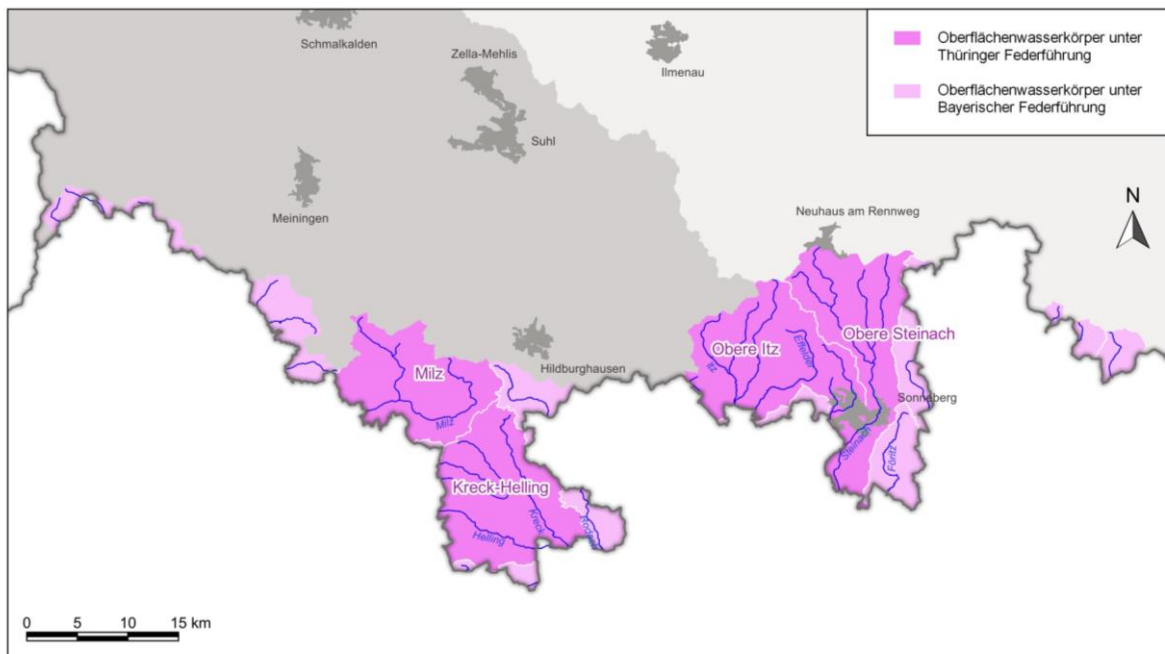 Schmalkalden
Zella-Mehlis
Ilmenau
Suhl
Meiningen
Oberflächenwasserkörper unter
Thüringer Federführung
Oberflächenwasserkörper unter
Bayerischer Federführung
N
Neuhaus am Rennweg
Hildburghausen
Obere Steinach
Obere Itz
Itz
Effelder
Milz
Milz
Sonneberg
Steinach
Föritz
Kreck-Helling
Kreck
Helling
0 5 10 15 km